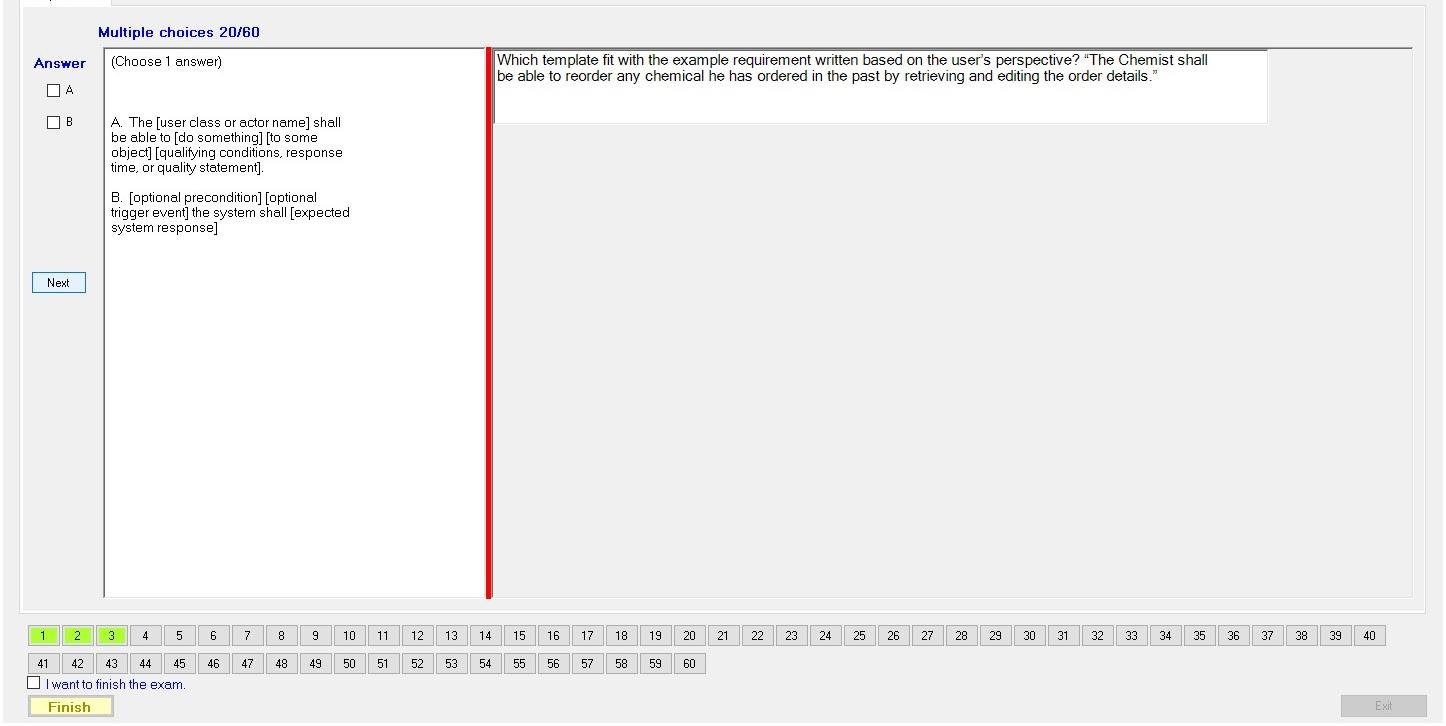 Multiple choices 20/60
Answer
A
B
Next
(Choose 1 answer)
A. The [user class or actor name] shall
be able to [do something] [to some
object] [qualifying conditions, response
time, or quality statement].
B. [optional precondition] [optional
trigger event] the system shall [expected
system response]
Which template fit with the example requirement written based on the user's perspective? “The Chemist shall
be able to reorder any chemical he has ordered in the past by retrieving and editing the order details.”
1 2 3 4 5 6 7 8 9 10 11 12 13 14 15 16 17 18 19 20 21 22 23 24 25 26 27 28 29 30 31 32 33 34 35 36 37 38 39 40
41 42 43 44 45 46 47 48 49 50 51 52 53 54 55 56 57 58 59 60
I want to finish the exam.
Finish
Exit